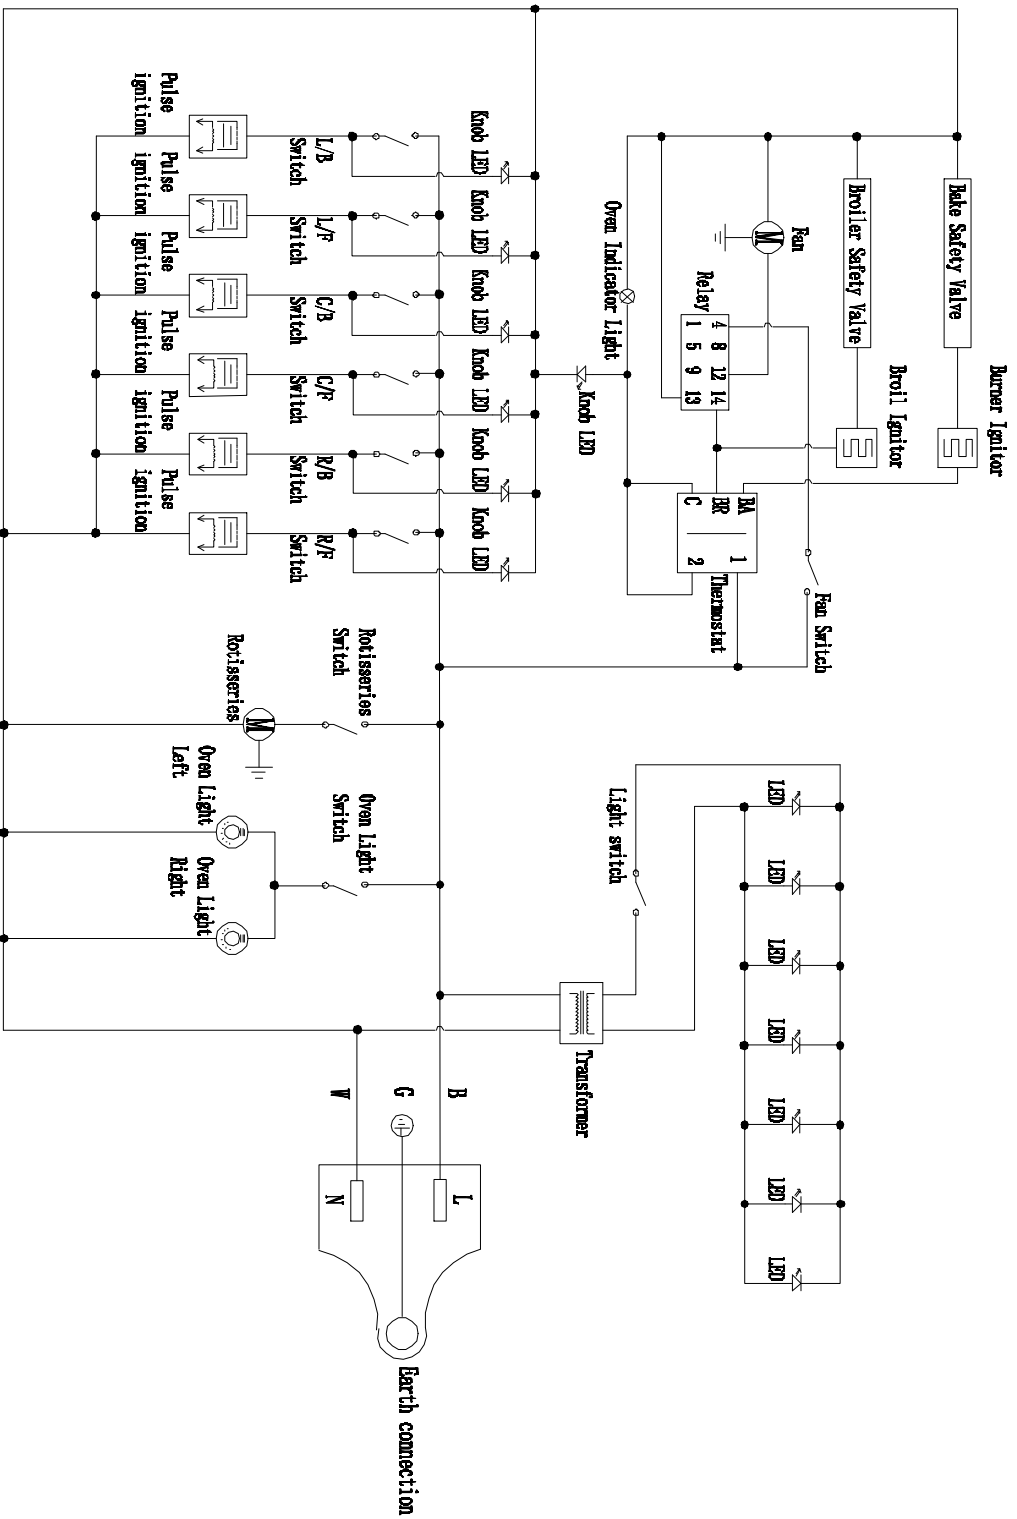 Burner Ignitor
Bake Safety Valve
Broil Ignitor
Broiler Safety Valve
Fan
Fan Switch
LED
LED
LED
LED
LED
LED
LED
Relay
4 8 12 14
1 5 9 13
BA
BR
C
1
2
Thermostat
Oven Indicator Light
Light switch
Knob LED
Transformer
Knob LED
Knob LED
Knob LED
Knob LED
Knob LED
Knob LED
B
L
G
Earth connection
W
N
L/B
Switch
L/F
Switch
C/B
Switch
C/F
Switch
R/B
Switch
R/F
Switch
Rotisseries
Switch
Oven Light
Switch
Rotisseries
Oven Light
Left
Oven Light
Right
Pulse
ignition
Pulse
ignition
Pulse
ignition
Pulse
ignition
Pulse
ignition
Pulse
ignition
M
M